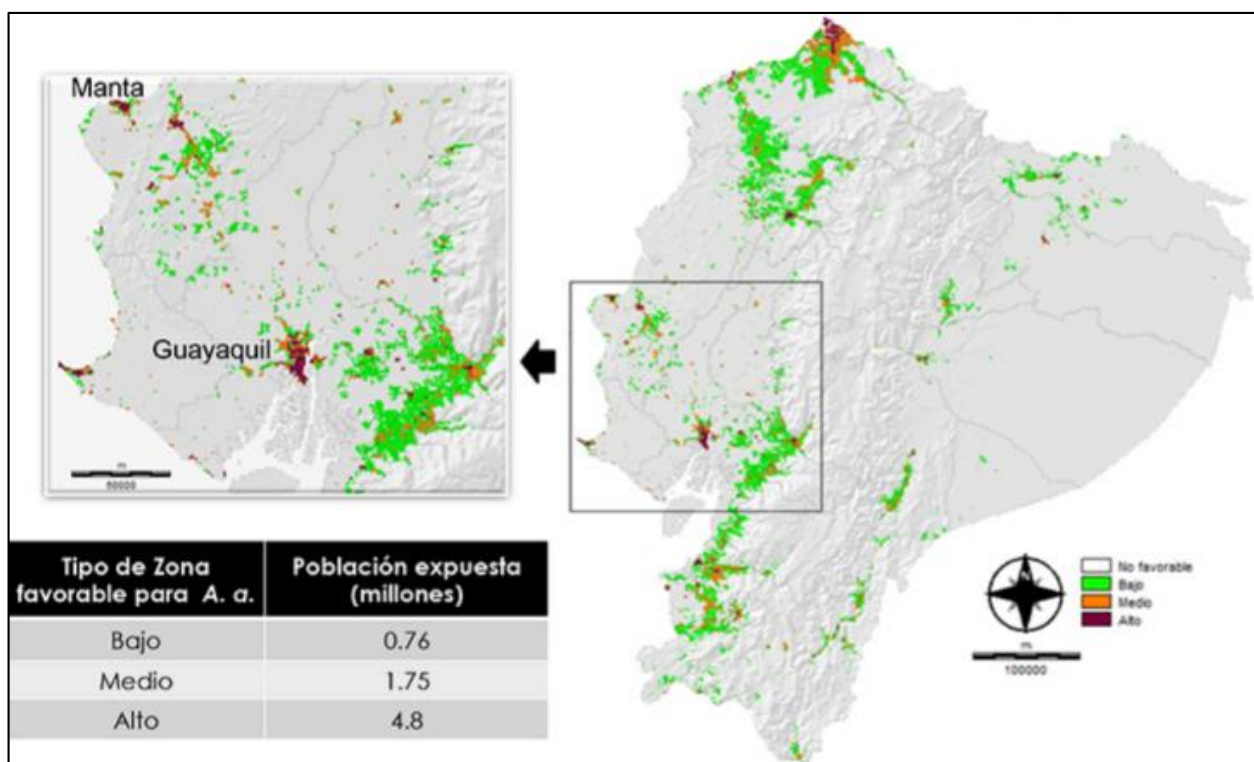 Manta
Guayaquil
m
50000
Tipo de Zona
favorable para A. a.
Población expuesta
(millones)
Bajo
0.76
Medio
1.75
Alto
4.8
No favorable
Bajo
Medio
Alto
m
100000